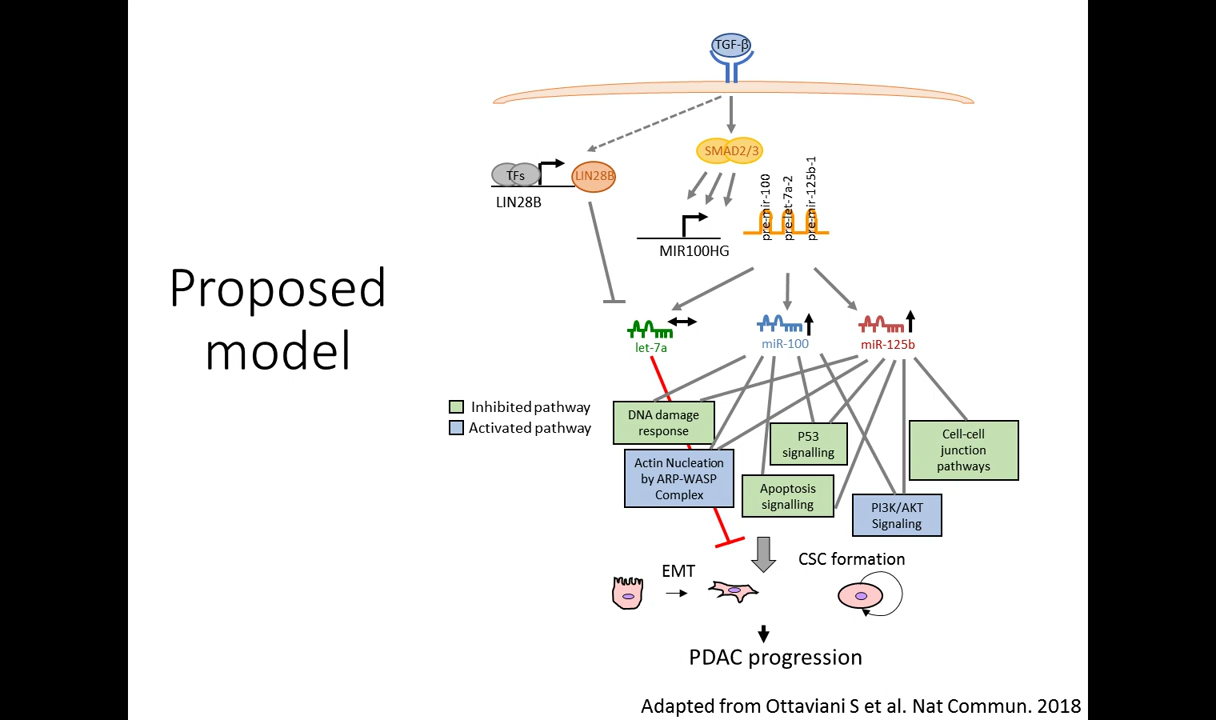 Proposed
model
TGF-β
SMAD2/3
TFs
LIN28B
LIN28B
MIR100HG
pre-mir-100
pre-let-7a-2
pre-mir-125b-1
let-7a
miR-100
miR-125b
Inhibited pathway
Activated pathway
DNA damage
response
Actin Nucleation
by ARP-WASP
Complex
P53
signalling
Apoptosis
signalling
Cell-cell
junction
pathways
PI3K/AKT
Signaling
EMT
CSC formation
PDAC progression
Adapted from Ottaviani S et al. Nat Commun. 2018